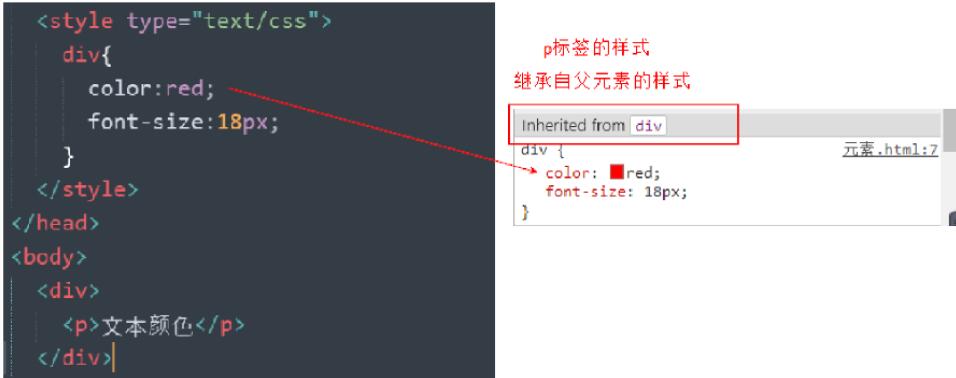 <style type="text/css">
div{
color:red;
font-size:18px;
}
</style>
</head>
<body>
<div>
<p>文本颜色</p>
</div>
p标签的样式
继承自父元素的样式
Inherited from div
div {
元素.html:7
color: red;
font-size: 18px;
}